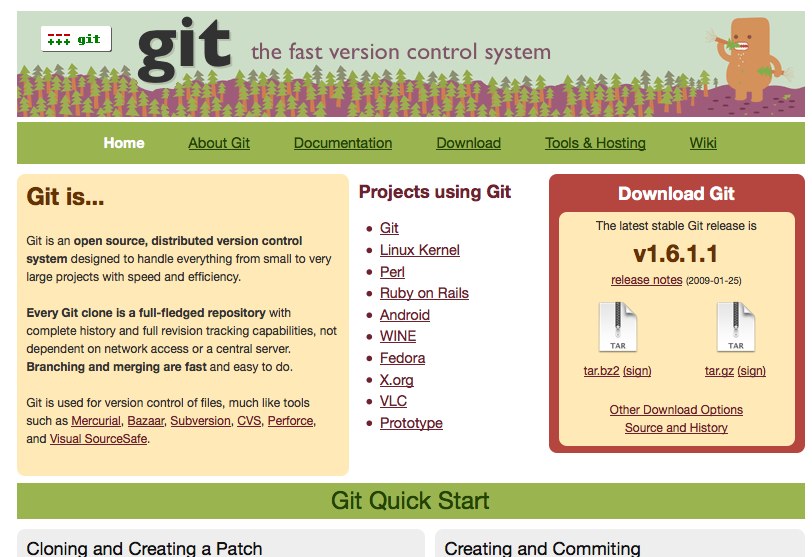 git
git
the fast version control system
Home About Git Documentation Download Tools & Hosting Wiki
Git is...
Git is an open source, distributed version control
system designed to handle everything from small to very
large projects with speed and efficiency.
Every Git clone is a full-fledged repository with
complete history and full revision tracking capabilities, not
dependent on network access or a central server.
Branching and merging are fast and easy to do.
Git is used for version control of files, much like tools
such as Mercurial, Bazaar, Subversion, CVS, Perforce,
and Visual SourceSafe.
Projects using Git
Git
Linux Kernel
Perl
Ruby on Rails
Android
WINE
Fedora
X.org
VLC
Prototype
Download Git
The latest stable Git release is
v1.6.1.1
release notes (2009-01-25)
TAR TAR
tar.bz2 (sign) tar.gz (sign)
Other Download Options
Source and History
Git Quick Start
Cloning and Creating a Patch
Creating and Commiting